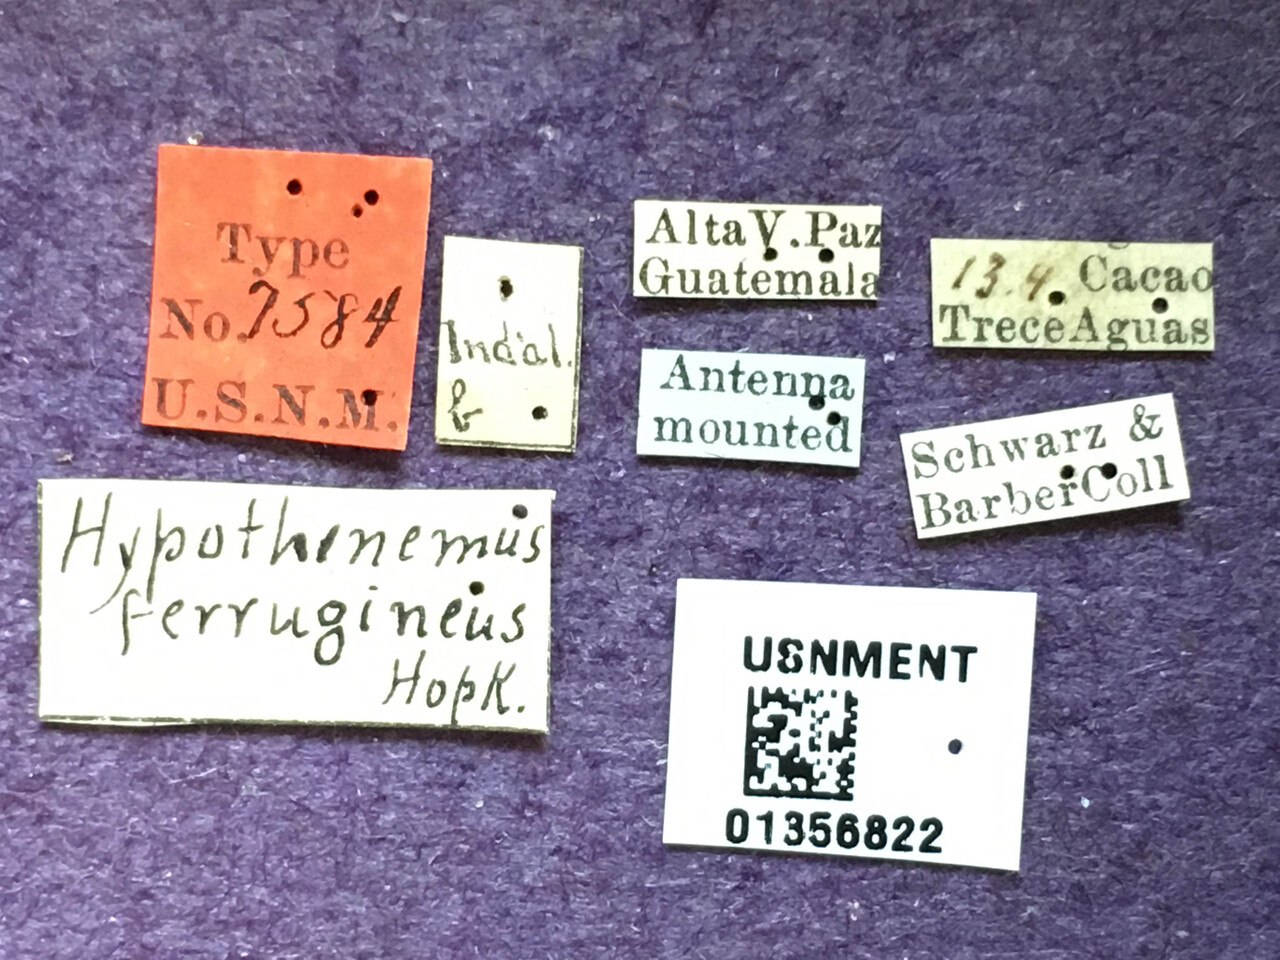 Type
No. 7584
U.S.N.M.
Ind'al.
&
Alta V. Paz
Guatemala
13.4. Cacao
Trece Aguas
Antenna
mounted
Schwarz &
Barber Coll
Hypothenemus
ferrugineus
Hopk.
USNMENT
01356822